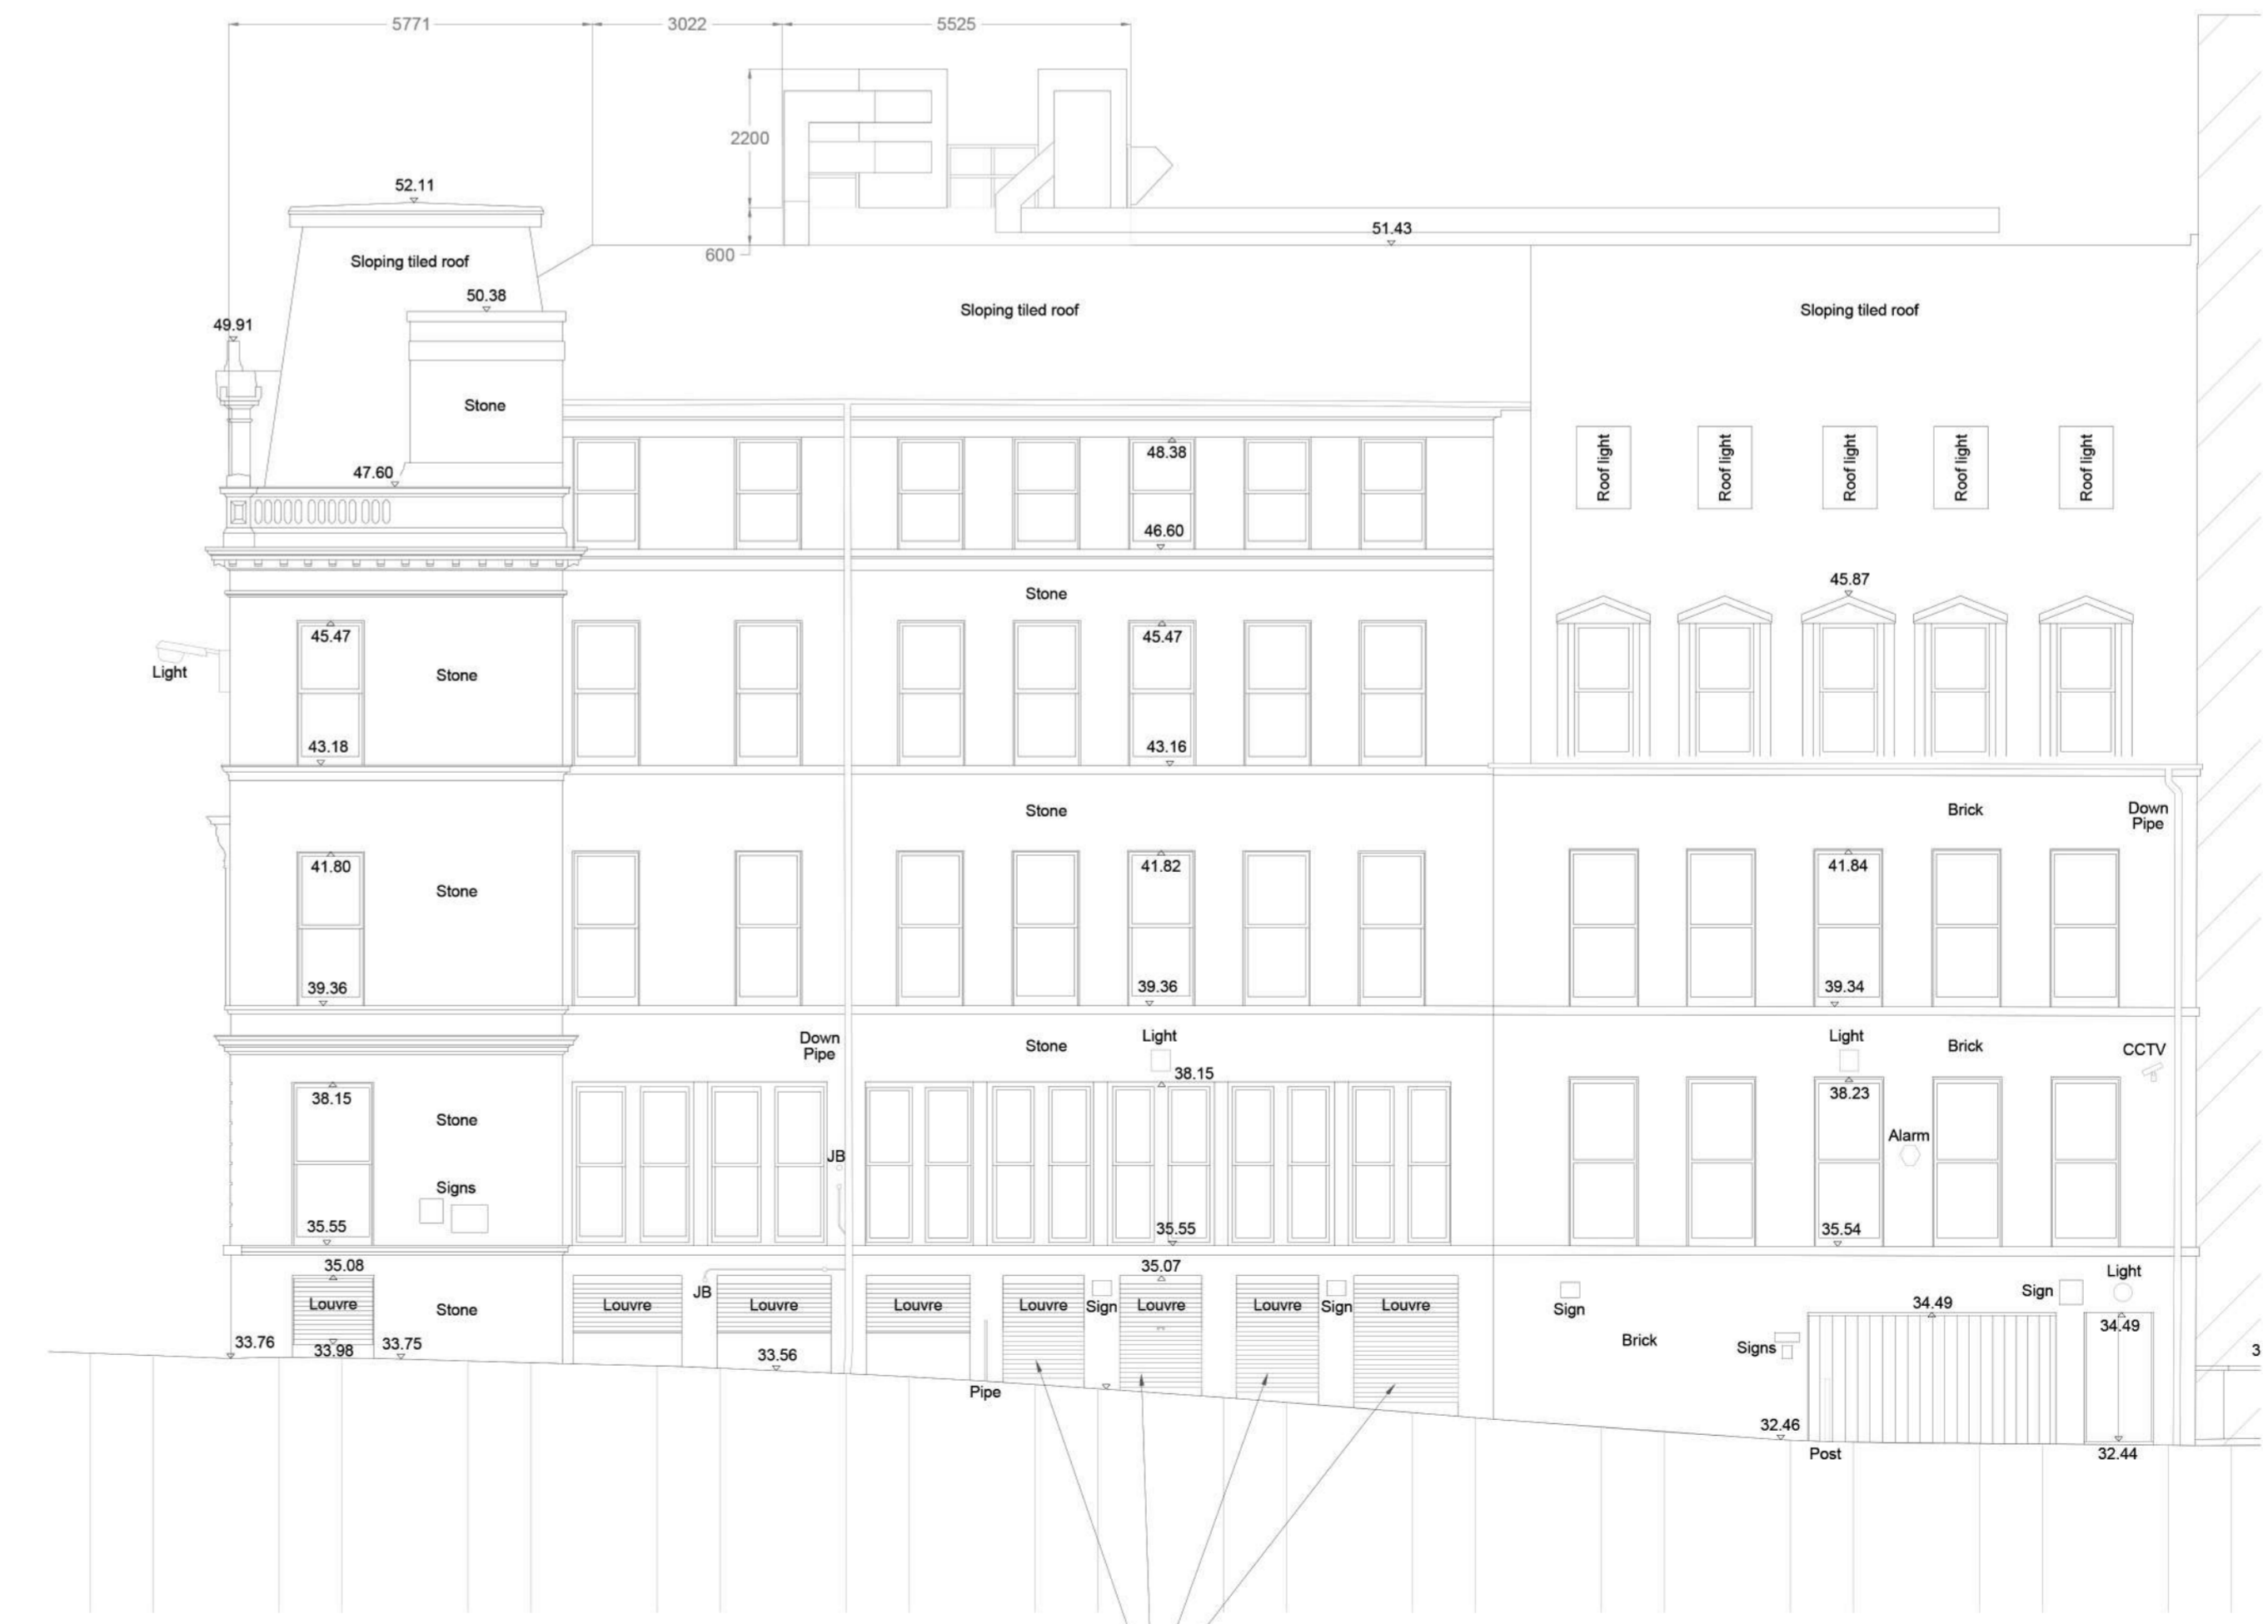 5771
3022
5525
2200
52.11
51.43
600
Sloping tiled roof
50.38
Sloping tiled roof
Sloping tiled roof
49.91
Stone
47.60
48.38
46.60
Roof light
Roof light
Roof light
Roof light
Roof light
45.87
Stone
45.47
45.47
Light
Stone
43.18
43.16
Stone
Brick
Down
Pipe
41.80
41.82
41.84
Stone
39.36
39.36
39.34
Down
Pipe
Stone
Light
Light
Brick
CCTV
38.15
38.15
38.23
Stone
Alarm
JB
Signs
35.55
35.55
35.54
35.08
35.07
Light
JB
Sign
Louvre
Stone
Louvre
Louvre
Louvre
Louvre
Sign
Louvre
Louvre
Sign
Louvre
Sign
34.49
34.49
Brick
Signs
33.76
33.98
33.75
33.56
3
Pipe
32.46
Post
32.44